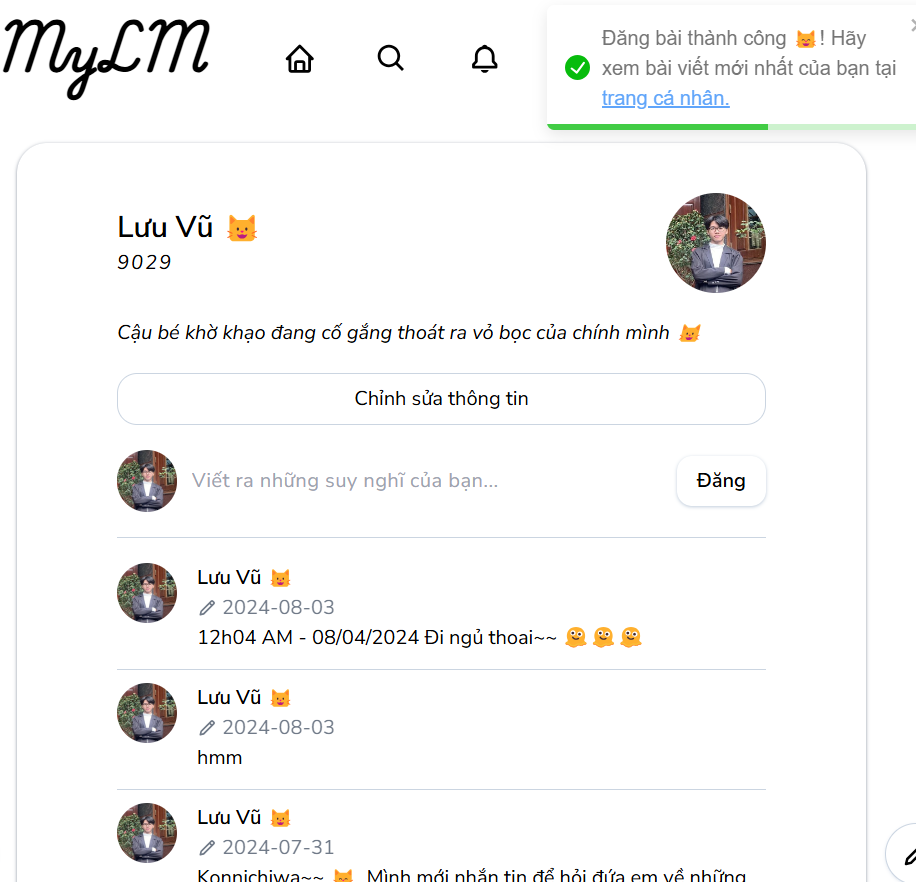 MyLM
Đăng bài thành công 😸! Hãy
xem bài viết mới nhất của bạn tại
trang cá nhân.
Lưu Vũ 😺
9029
Cậu bé khờ khạo đang cố gắng thoát ra vỏ bọc của chính mình 😺
Chỉnh sửa thông tin
Viết ra những suy nghĩ của bạn...
Đăng
Lưu Vũ 😺
2024-08-03
12h04 AM - 08/04/2024 Đi ngủ thoai~~ 🫠 🫠 🫠
Lưu Vũ 😺
2024-08-03
hmm
Lưu Vũ 😺
2024-07-31
Konnichiwa~~ 😸 Mình mới nhắn tin để hỏi đứa em về những